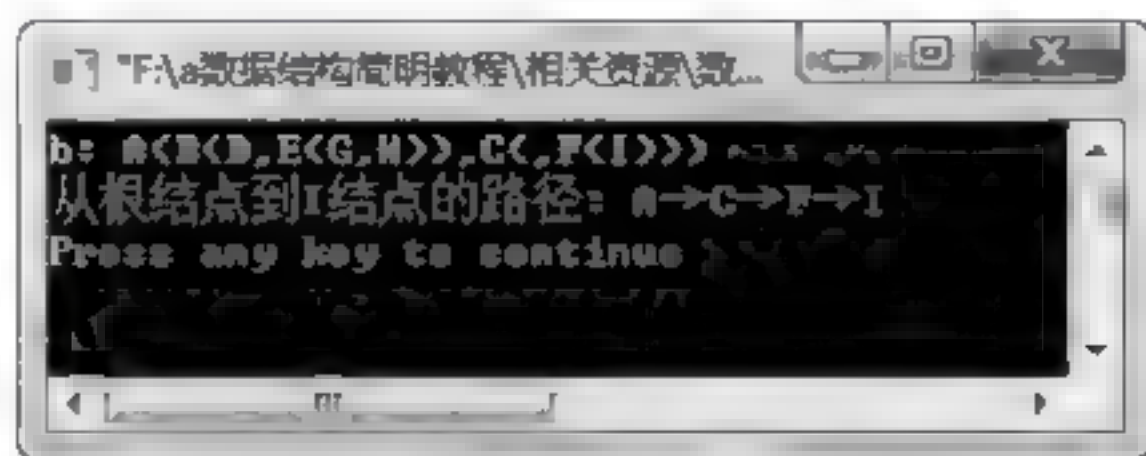 "F:\a数据结构简明教程\相关资源\数...
b: A(B(D,E(G,H)),C(,F(I)))
从根结点到I结点的路径: A→C→F→I
Press any key to continue